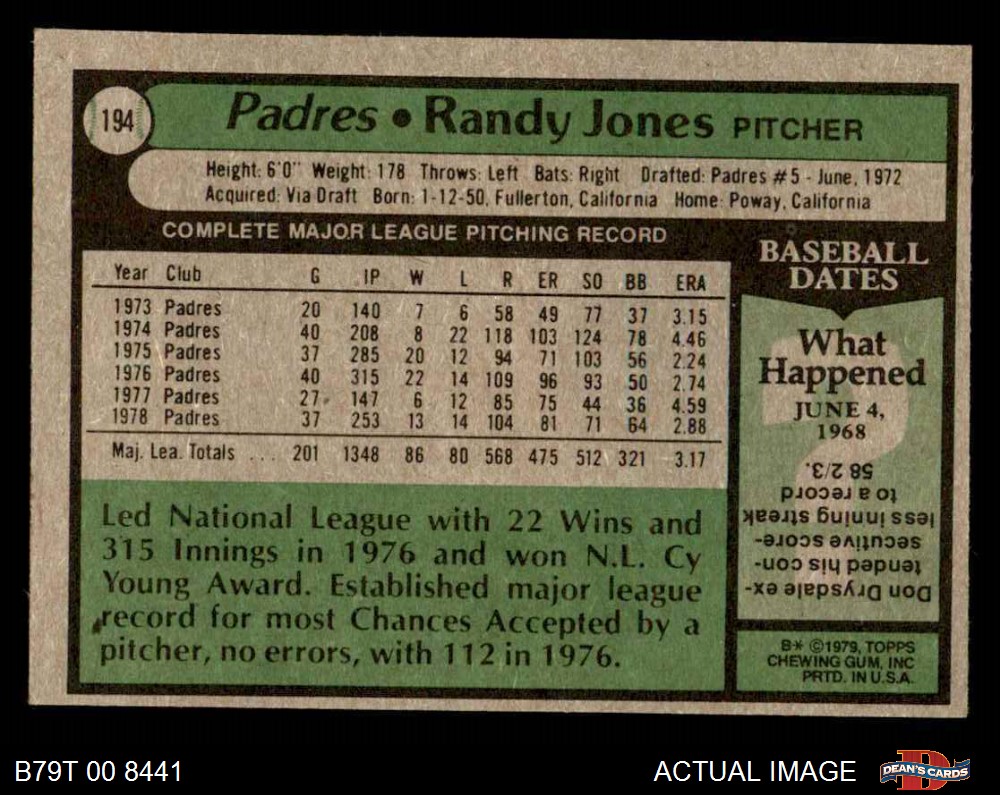 194
Padres • Randy Jones PITCHER
Height: 6'0" Weight: 178 Throws: Left Bats: Right Drafted: Padres #5 - June, 1972
Acquired: Via Draft Born: 1-12-50, Fullerton, California Home: Poway, California
COMPLETE MAJOR LEAGUE PITCHING RECORD
Year Club G IP W L R ER SO BB ERA
1973 Padres 20 140 7 6 58 49 77 37 3.15
1974 Padres 40 208 8 22 118 103 124 78 4.46
1975 Padres 37 285 20 12 94 71 103 56 2.24
1976 Padres 40 315 22 14 109 96 93 50 2.74
1977 Padres 27 147 6 12 85 75 44 36 4.59
1978 Padres 37 253 13 14 104 81 71 64 2.88
Maj. Lea. Totals ... 201 1348 86 80 568 475 512 321 3.17
Led National League with 22 Wins and
315 Innings in 1976 and won N.L. Cy
Young Award. Established major league
record for most Chances Accepted by a
pitcher, no errors, with 112 in 1976.
BASEBALL
DATES
What
Happened
JUNE 4,
1968
Don Drysdale ex-
tended his con-
secutive score-
less inning streak
to a record
58 2/3.
B* ©1979, TOPPS
CHEWING GUM, INC
PRTD. IN U.S.A.
B79T 00 8441
ACTUAL IMAGE
D
DEAN'S CARDS